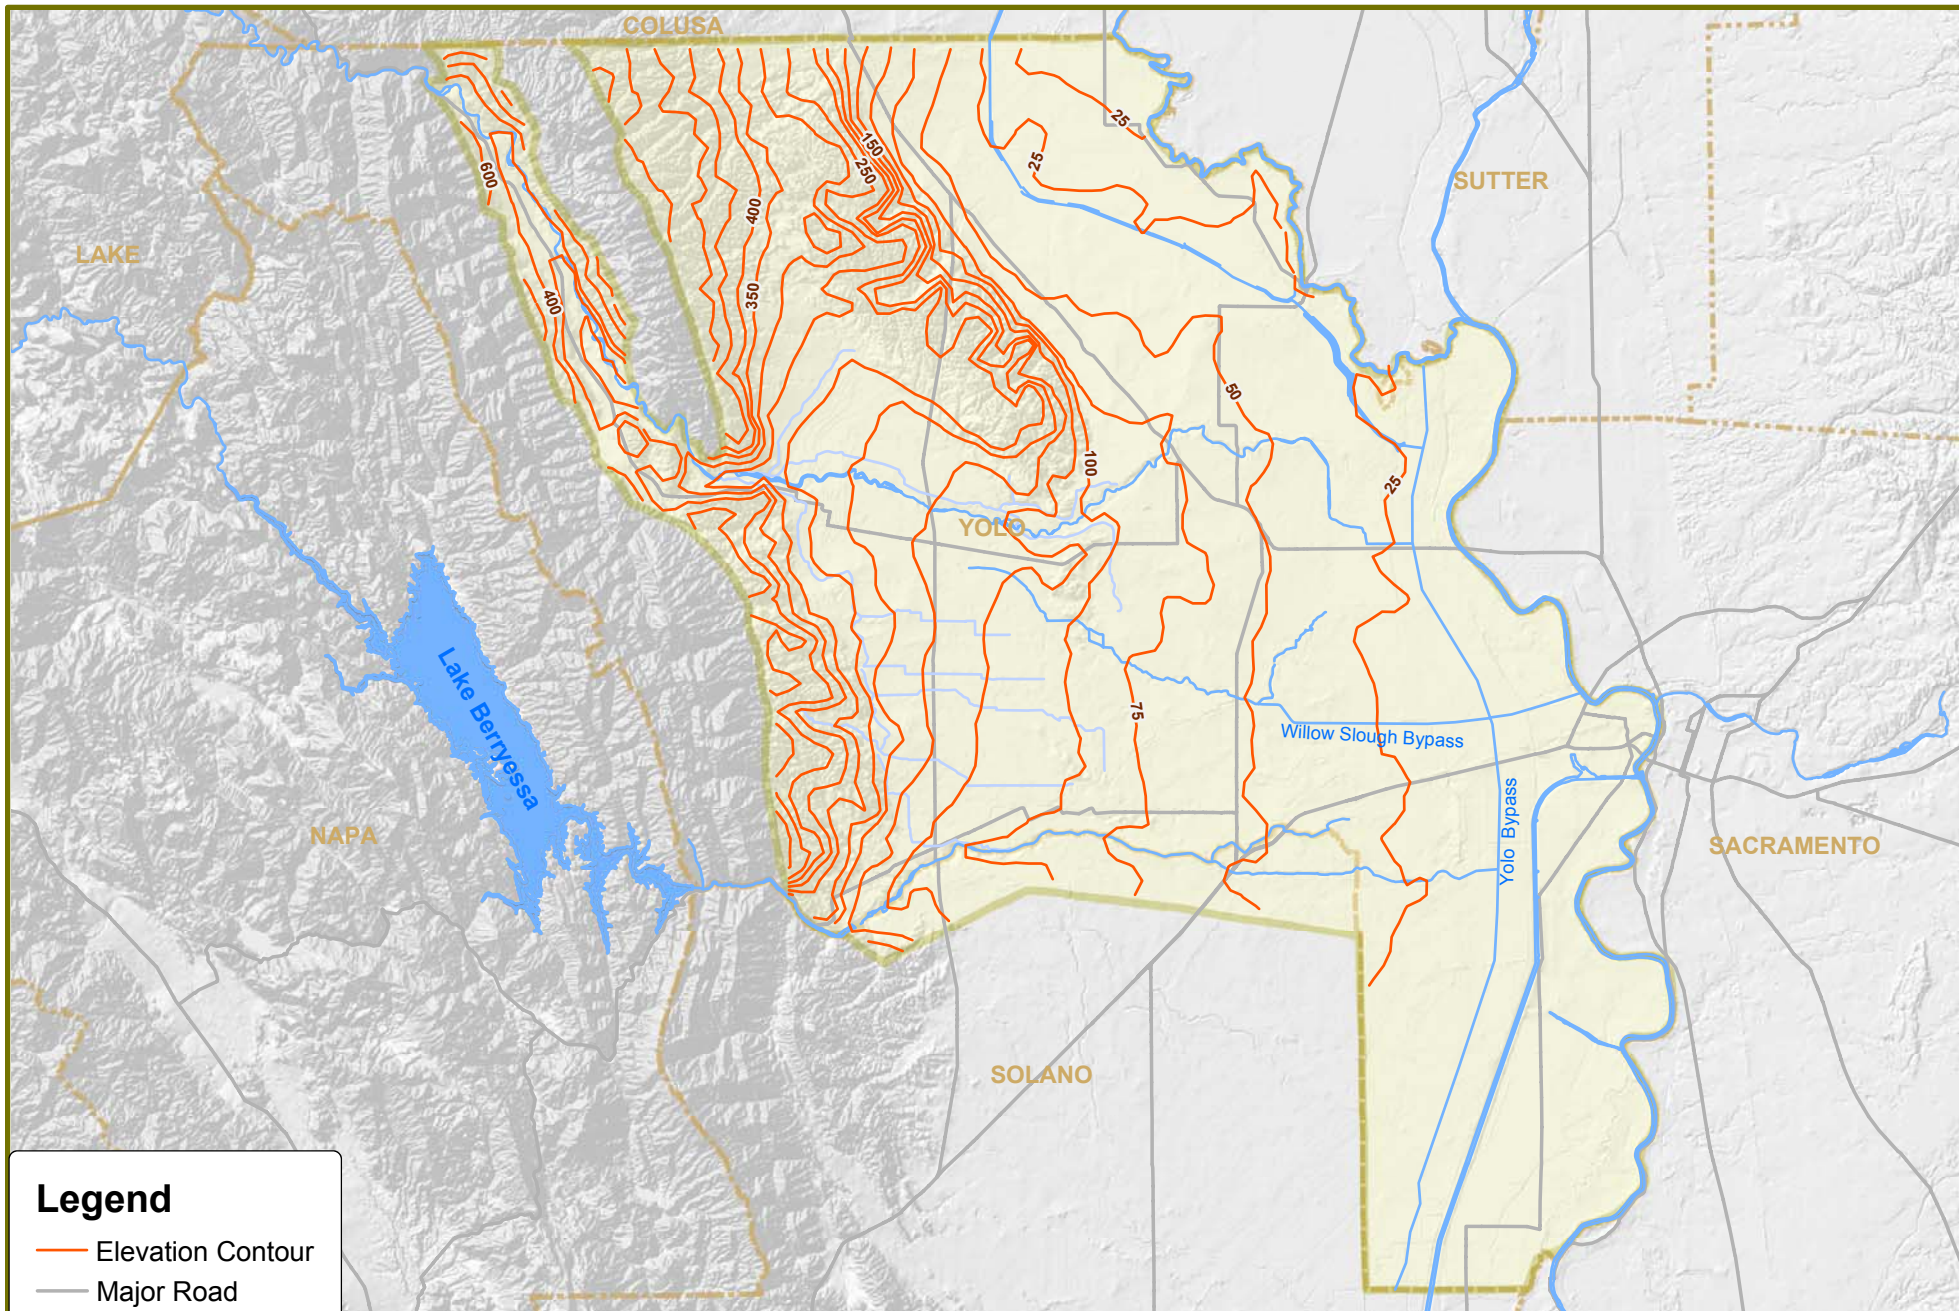 COLUSA
25
150
250
25
600
SUTTER
400
LAKE
350
400
50
100
25
YOLO
Lake Berryessa
75
Willow Slough Bypass
Yolo Bypass
NAPA
SACRAMENTO
SOLANO
Legend
Elevation Contour
Major Road